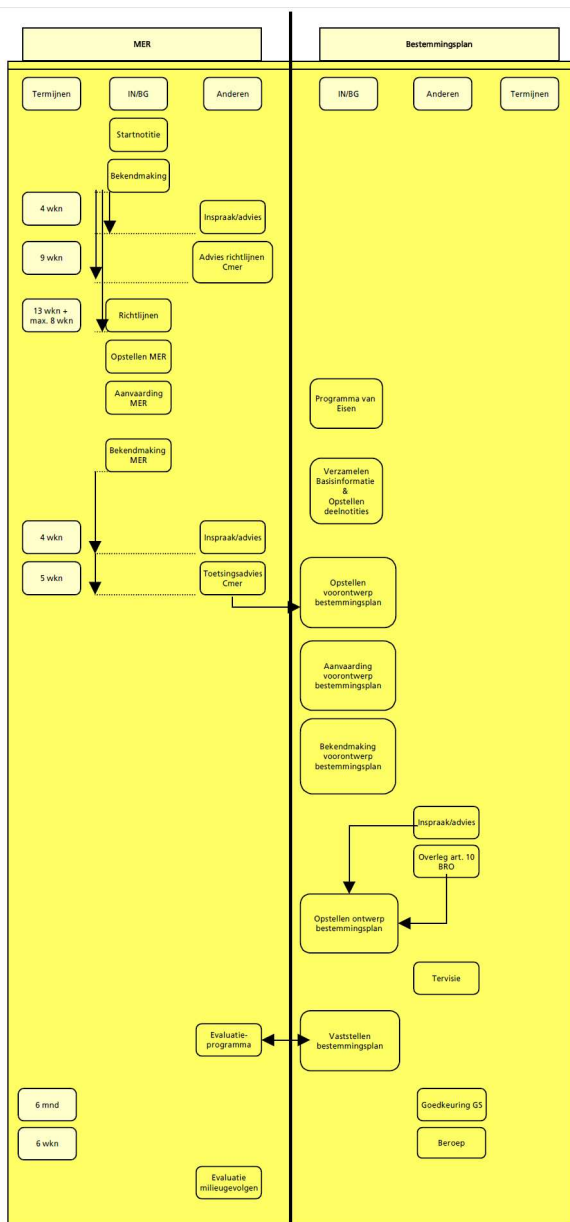 MER
Bestemmingsplan
Termijnen
IN/BG
Anderen
IN/BG
Anderen
Termijnen
Startnotitie
Bekendmaking
4 wkn
Inspraak/advies
9 wkn
Advies richtlijnen
Cmer
13 wkn +
max. 8 wkn
Richtlijnen
Opstellen MER
Aanvaarding
MER
Programma van
Eisen
Bekendmaking
MER
Verzamelen
Basisinformatie
&
Opstellen
deelnotities
4 wkn
Inspraak/advies
5 wkn
Toetsingsadvies
Cmer
Opstellen
voorontwerp
bestemmingsplan
Aanvaarding
voorontwerp
bestemmingsplan
Bekendmaking
voorontwerp
bestemmingsplan
Inspraak/advies
Overleg art. 10
BRO
Opstellen ontwerp
bestemmingsplan
Tervisie
Evaluatie-
programma
Vaststellen
bestemmingsplan
6 mnd
Goedkeuring GS
6 wkn
Beroep
Evaluatie
milieugevolgen